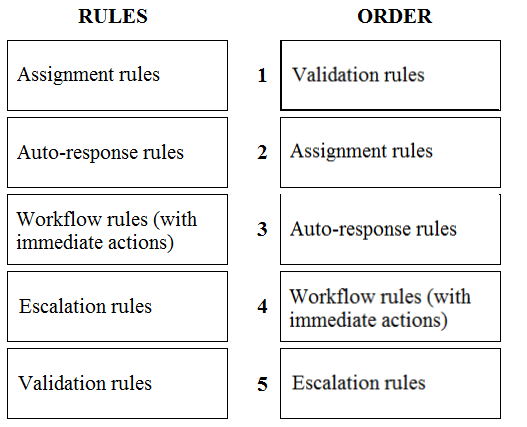 RULES ORDER
Assignment rules 1 Validation rules
Auto-response rules 2 Assignment rules
Workflow rules (with
immediate actions) 3 Auto-response rules
Escalation rules 4 Workflow rules (with
immediate actions)
Validation rules 5 Escalation rules